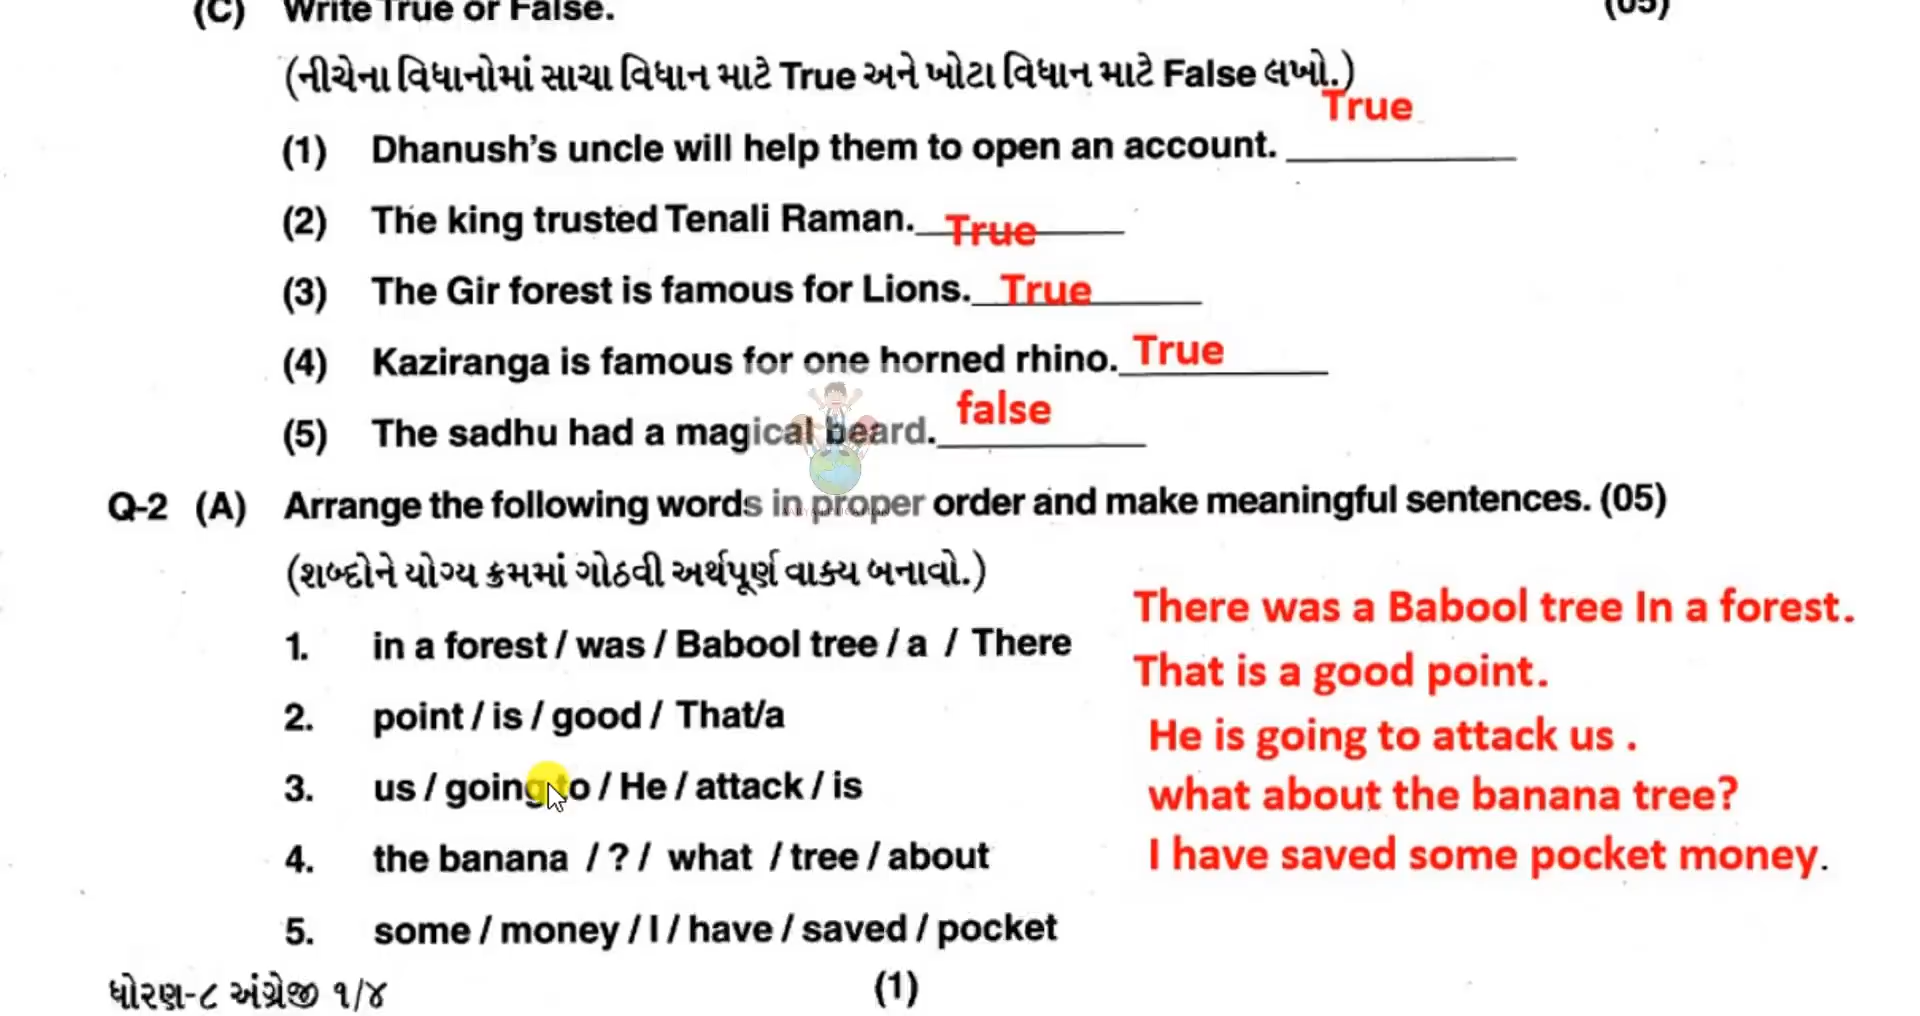 (C) Write True or False. (05)
(નીચેના વિધાનોમાં સાચા વિધાન માટે True અને ખોટા વિધાન માટે False લખો.)
True
(1) Dhanush's uncle will help them to open an account. ____________
(2) The king trusted Tenali Raman. True
(3) The Gir forest is famous for Lions. True
(4) Kaziranga is famous for one horned rhino. True
(5) The sadhu had a magical beard. false
Q-2 (A) Arrange the following words in proper order and make meaningful sentences. (05)
(શબ્દોને યોગ્ય ક્રમમાં ગોઠવી અર્થપૂર્ણ વાક્ય બનાવો.)
There was a Babool tree In a forest.
1. in a forest / was / Babool tree / a / There
That is a good point.
2. point / is / good / That/a
He is going to attack us .
3. us / going to / He / attack / is
what about the banana tree?
4. the banana / ? / what / tree / about
I have saved some pocket money.
5. some / money / I / have / saved / pocket
ધોરણ-૮ અંગ્રેજી ૧/૪ (1)